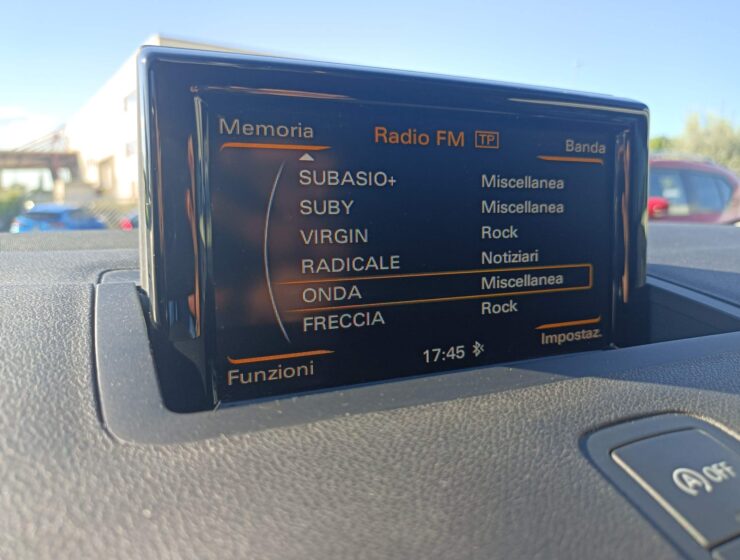 Memoria
Radio FM TP
Banda
SUBASIO+ Miscellanea
SUBY Miscellanea
VIRGIN Rock
RADICALE Notiziari
ONDA Miscellanea
FRECCIA Rock
Funzioni
17:45
Impostaz.
A OFF